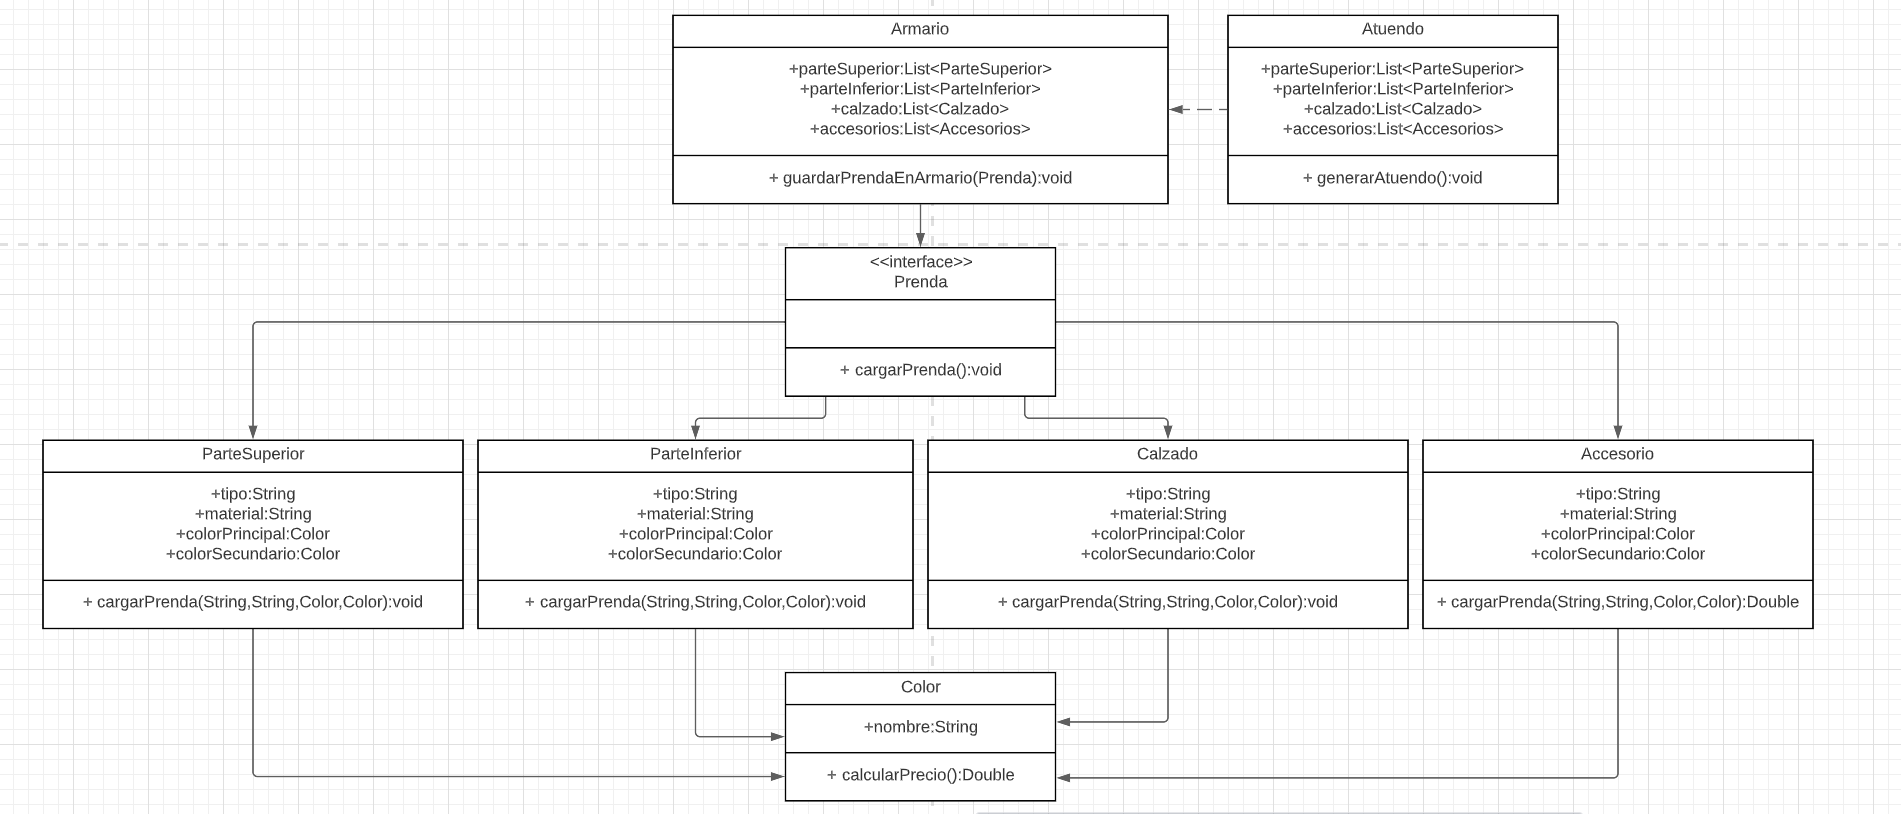 Armario
+parteSuperior:List<ParteSuperior>
+parteInferior:List<ParteInferior>
+calzado:List<Calzado>
+accesorios:List<Accesorios>
+ guardarPrendaEnArmario(Prenda):void
Atuendo
+parteSuperior:List<ParteSuperior>
+parteInferior:List<ParteInferior>
+calzado:List<Calzado>
+accesorios:List<Accesorios>
+ generarAtuendo():void
<<interface>>
Prenda
+ cargarPrenda():void
ParteSuperior
+tipo:String
+material:String
+colorPrincipal:Color
+colorSecundario:Color
+ cargarPrenda(String,String,Color,Color):void
ParteInferior
+tipo:String
+material:String
+colorPrincipal:Color
+colorSecundario:Color
+ cargarPrenda(String,String,Color,Color):void
Calzado
+tipo:String
+material:String
+colorPrincipal:Color
+colorSecundario:Color
+ cargarPrenda(String,String,Color,Color):void
Accesorio
+tipo:String
+material:String
+colorPrincipal:Color
+colorSecundario:Color
+ cargarPrenda(String,String,Color,Color):Double
Color
+nombre:String
+ calcularPrecio():Double